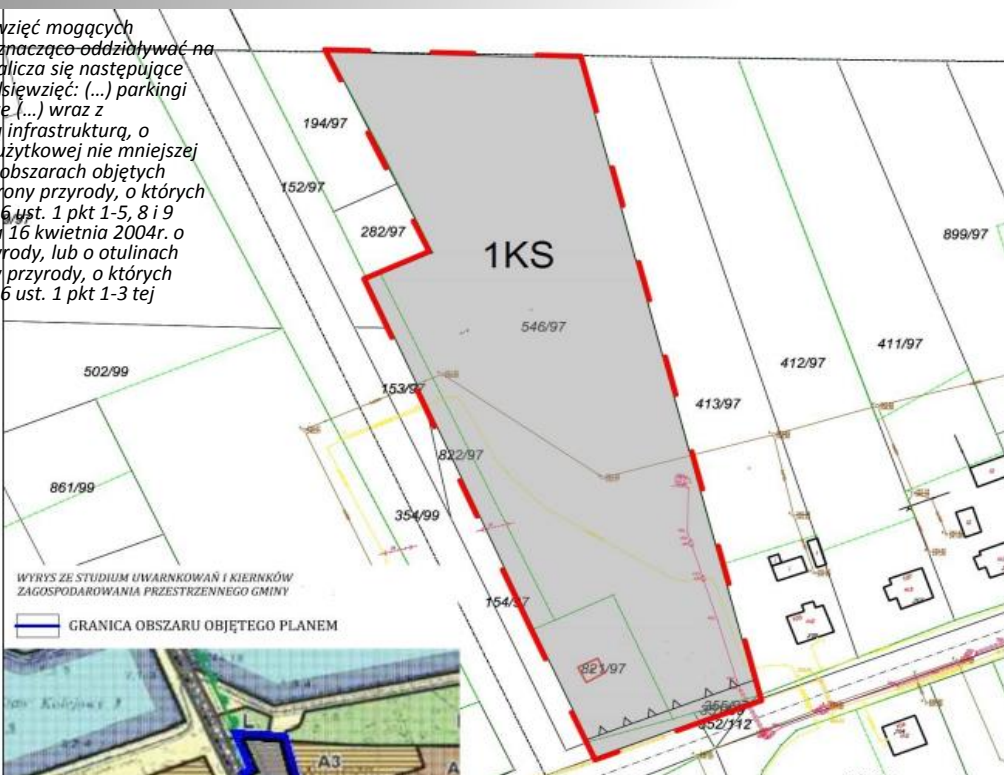 wzięć mogących
znacząco oddziaływać na
alicza się następujące
sięwzięć: (...) parkingi
e (...) wraz z
ą infrastrukturą, o
użytkowej nie mniejszej
obszarach objętych
rony przyrody, o których
6 ust. 1 pkt 1-5, 8 i 9
16 kwietnia 2004r. o
yrody, lub o otulinach
przyrody, o których
6 ust. 1 pkt 1-3 tej
194/97
152/97
282/97
1KS
899/97
546/97
411/97
412/97
502/99
153/97
413/97
822/97
861/99
354/99
WYRYS ZE STUDIUM UWARNKOWAŃ I KIERNKÓW
ZAGOSPODAROWANIA PRZESTRZENNEGO GMINY
154/97
GRANICA OBSZARU OBJĘTEGO PLANEM
821/97
352/112
L
A3
A